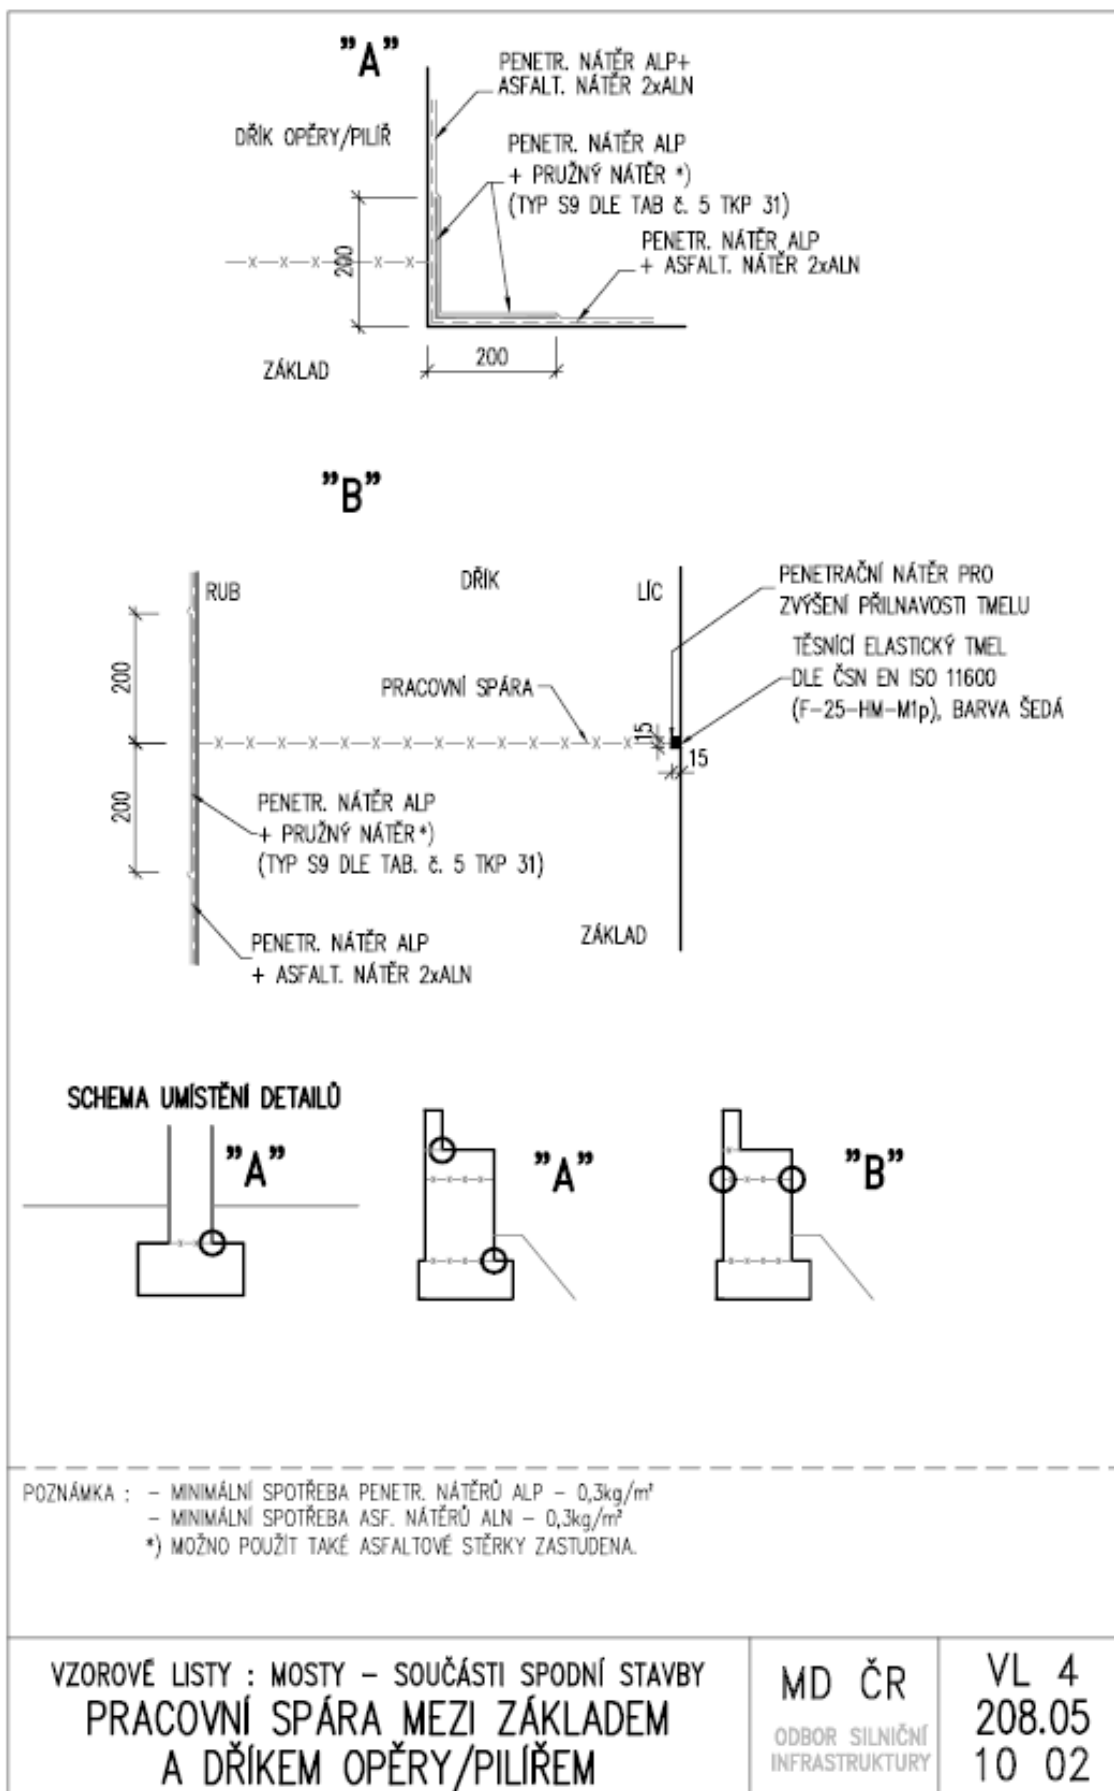 "A"
PENETR. NÁTĚR ALP+
ASFALT. NÁTĚR 2xALN
DŘÍK OPĚRY/PILÍŘ
PENETR. NÁTĚR ALP
+ PRUŽNÝ NÁTĚR *)
(TYP S9 DLE TAB č. 5 TKP 31)
PENETR. NÁTĚR ALP
+ ASFALT. NÁTĚR 2xALN
200
200
ZÁKLAD
"B"
RUB
DŘÍK
LÍC
PENETRAČNÍ NÁTĚR PRO
ZVÝŠENÍ PŘILNAVOSTI TMELU
TĚSNÍCÍ ELASTICKÝ TMEL
DLE ČSN EN ISO 11600
(F-25-HM-M1p), BARVA ŠEDÁ
200
PRACOVNÍ SPÁRA
15
15
200
PENETR. NÁTĚR ALP
+ PRUŽNÝ NÁTĚR *)
(TYP S9 DLE TAB. č. 5 TKP 31)
ZÁKLAD
PENETR. NÁTĚR ALP
+ ASFALT. NÁTĚR 2xALN
SCHEMA UMÍSTĚNÍ DETAILŮ
"A"
"A"
"B"
POZNÁMKA : – MINIMÁLNÍ SPOTŘEBA PENETR. NÁTĚRŮ ALP – 0,3kg/m²
– MINIMÁLNÍ SPOTŘEBA ASF. NÁTĚRŮ ALN – 0,3kg/m²
*) MOŽNO POUŽÍT TAKÉ ASFALTOVÉ STĚRKY ZASTUDENA.
VZOROVÉ LISTY : MOSTY – SOUČÁSTI SPODNÍ STAVBY
PRACOVNÍ SPÁRA MEZI ZÁKLADEM
A DŘÍKEM OPĚRY/PILÍŘEM
MD ČR
ODBOR SILNIČNÍ
INFRASTRUKTURY
VL 4
208.05
10 02